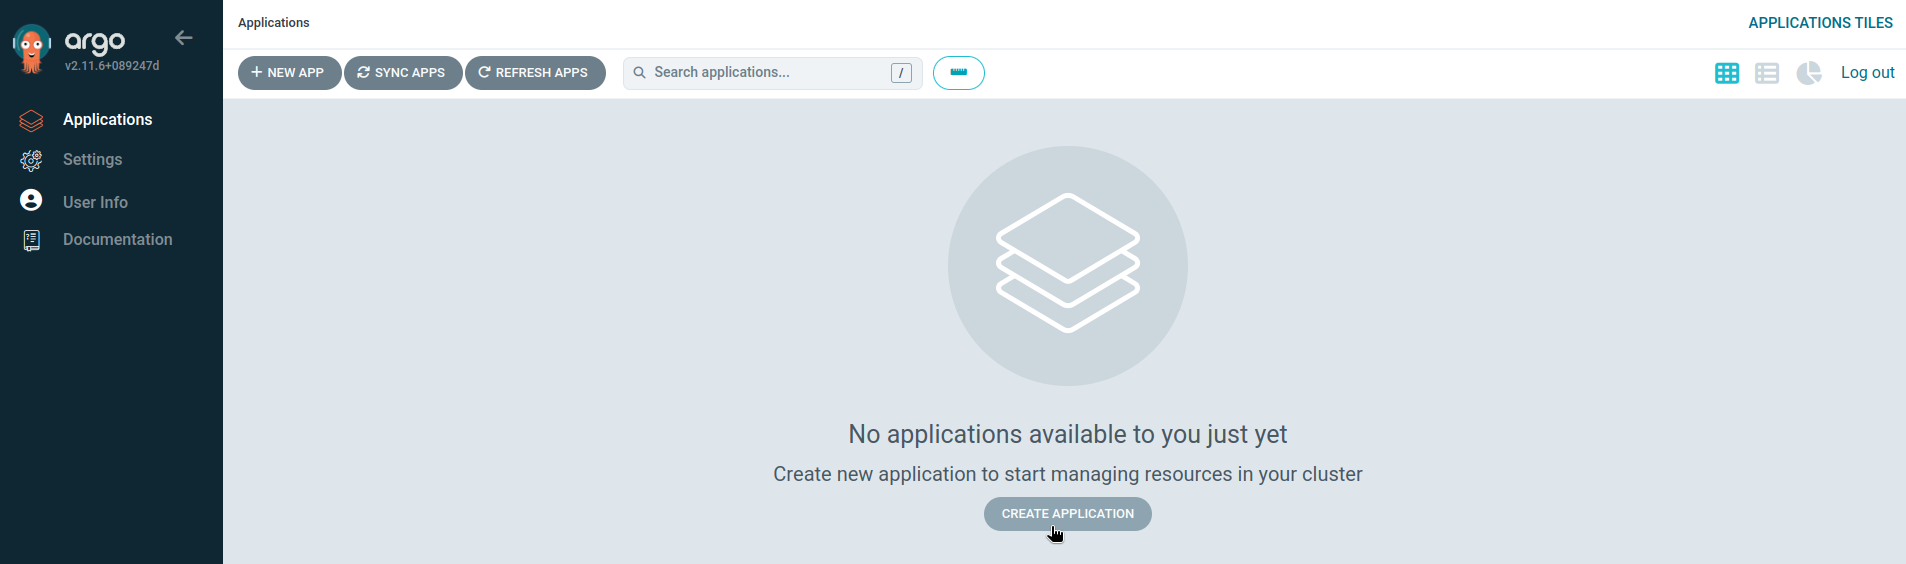 argo
v2.11.6+089247d
Applications
Settings
User Info
Documentation
Applications
APPLICATIONS TILES
+ NEW APP
SYNC APPS
REFRESH APPS
Search applications...
/
Log out
No applications available to you just yet
Create new application to start managing resources in your cluster
CREATE APPLICATION